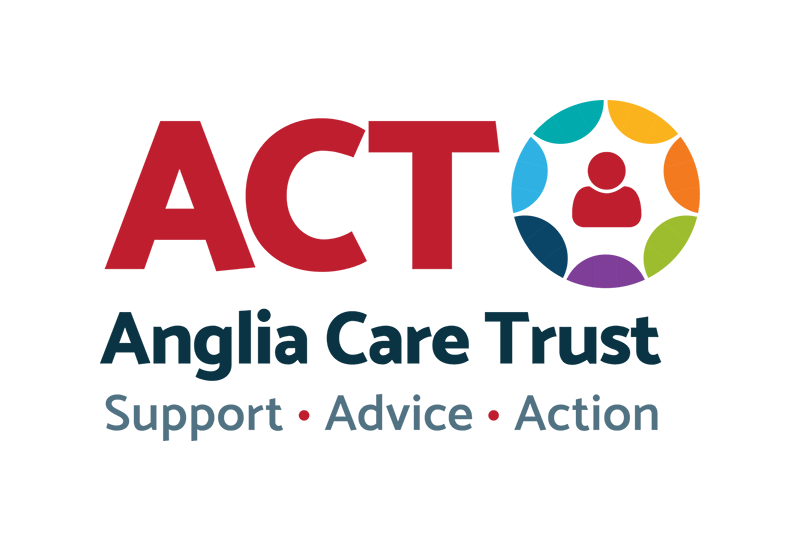 ACT
Anglia Care Trust
Support • Advice • Action